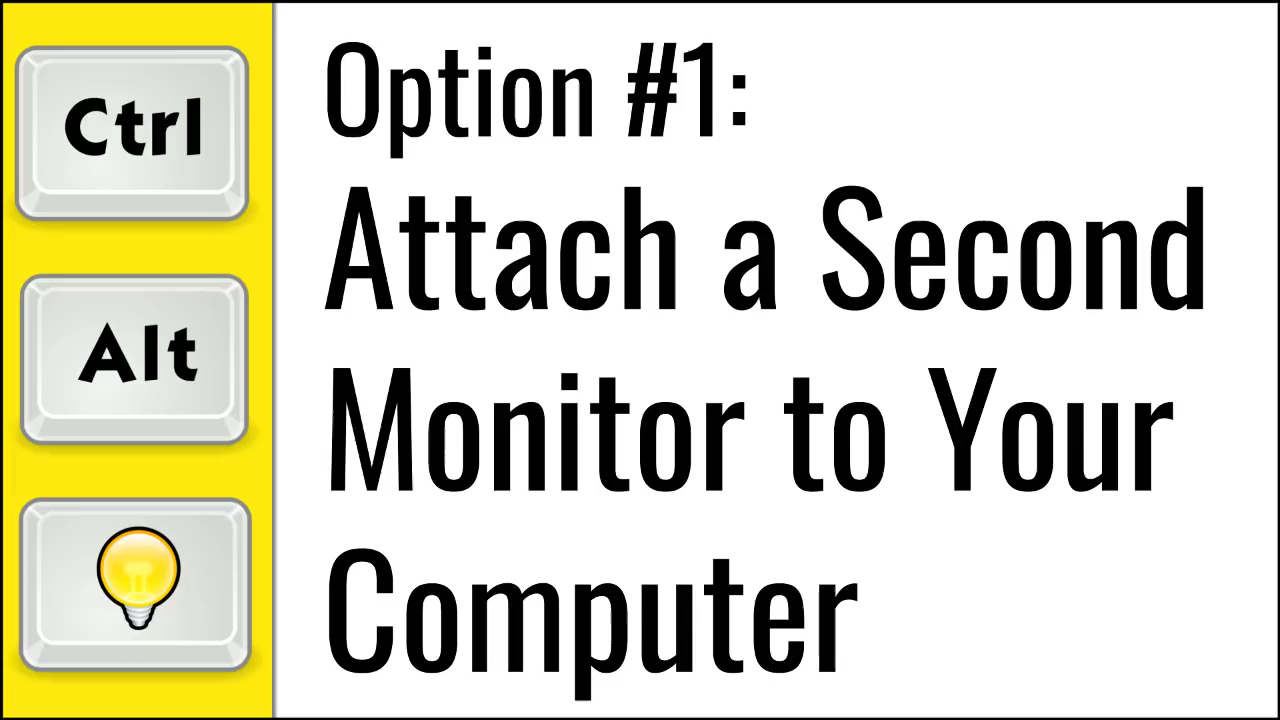 Ctrl
Alt
Option #1:
Attach a Second
Monitor to Your
Computer